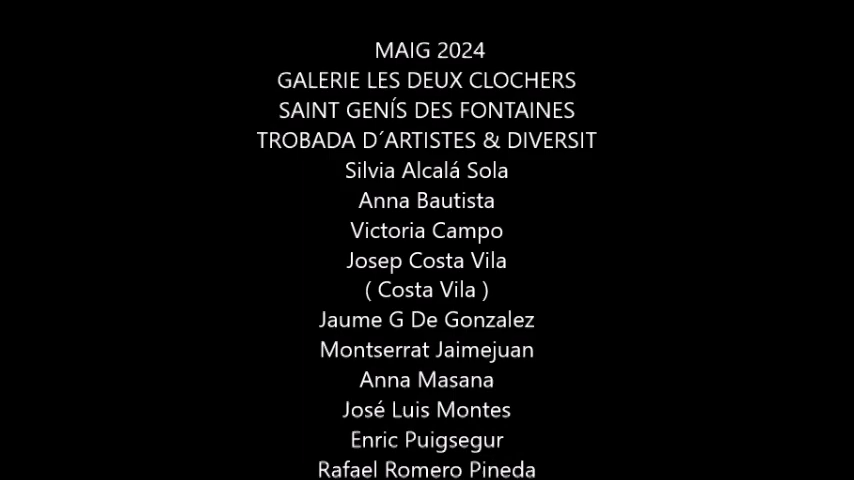 MAIG 2024
GALERIE LES DEUX CLOCHERS
SAINT GENÍS DES FONTAINES
TROBADA D´ARTISTES & DIVERSIT
Silvia Alcalá Sola
Anna Bautista
Victoria Campo
Josep Costa Vila
( Costa Vila )
Jaume G De Gonzalez
Montserrat Jaimejuan
Anna Masana
José Luis Montes
Enric Puigsegur
Rafael Romero Pineda